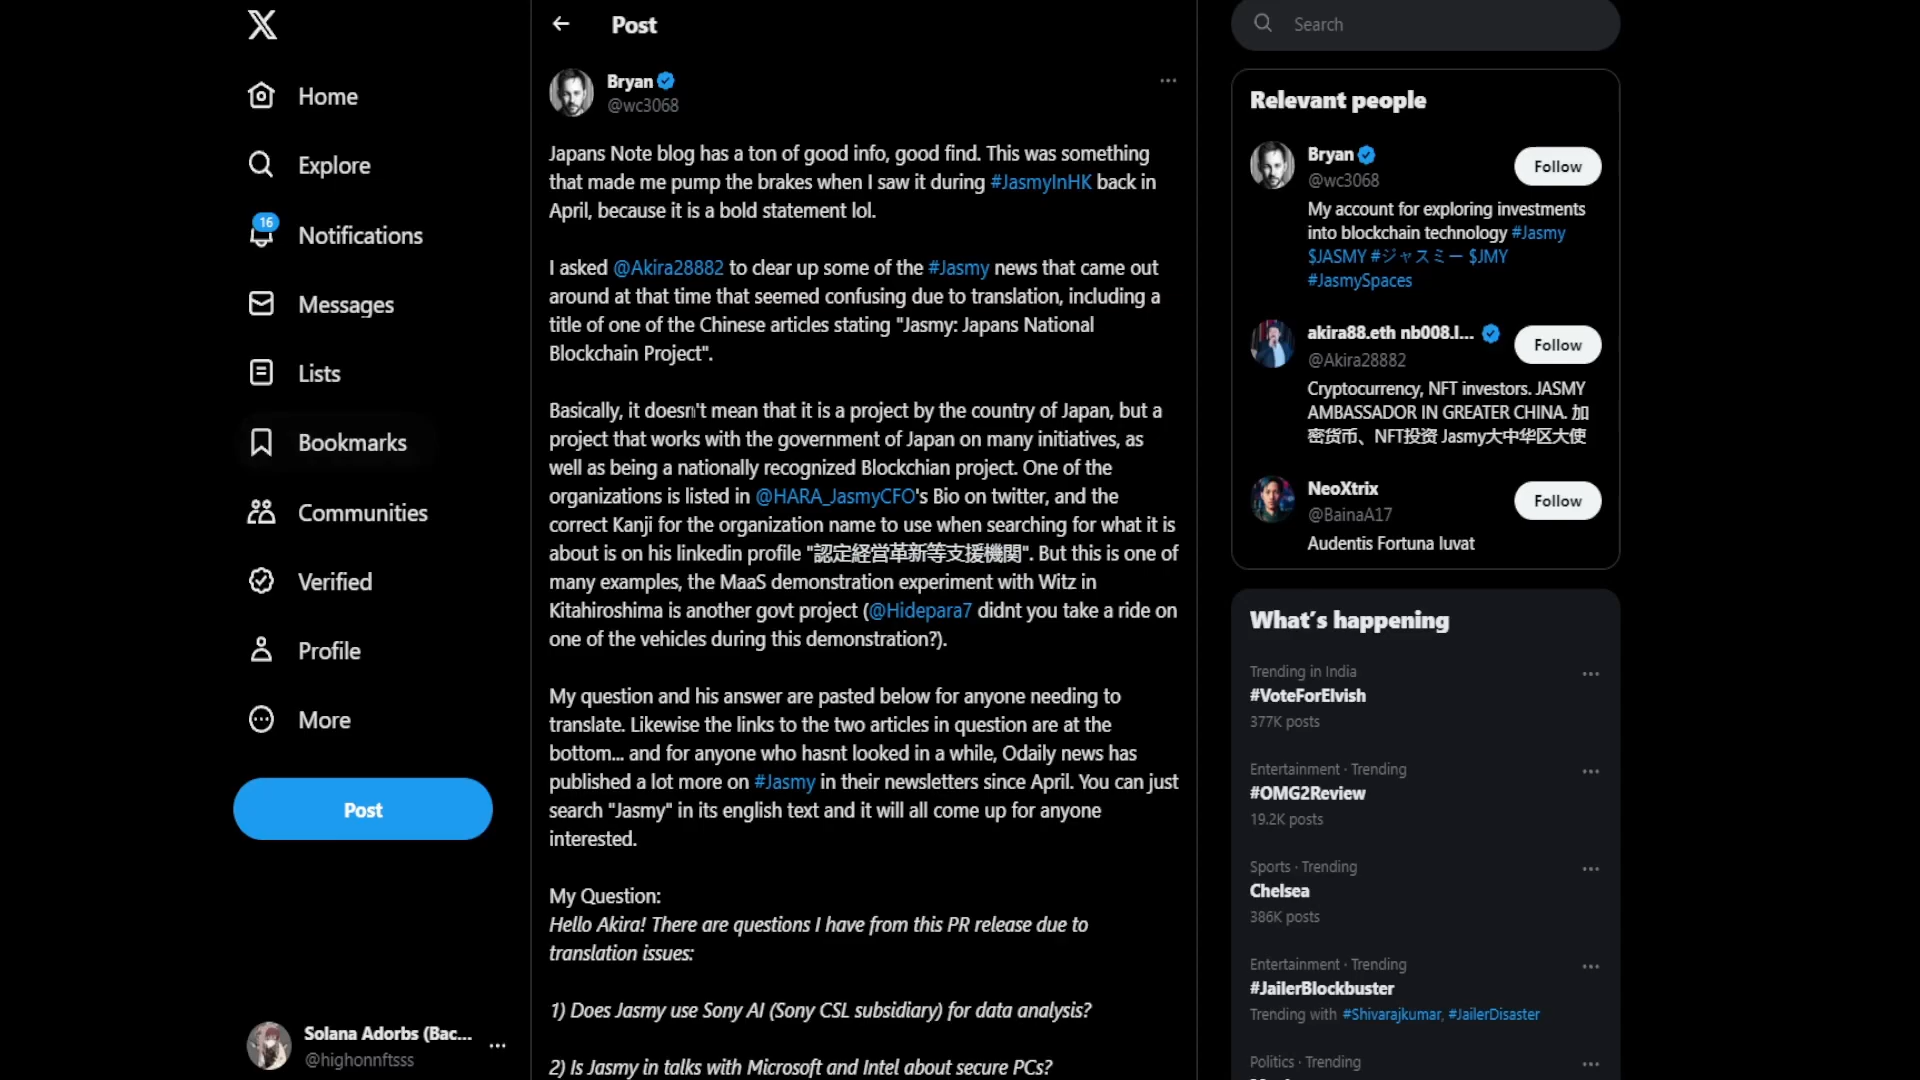 Home
Explore
16
Notifications
Messages
Lists
Bookmarks
Communities
Verified
Profile
More
Post
Solana Adorbs (Bac...
@highonnftsss
Post
Bryan
@wc3068
Japans Note blog has a ton of good info, good find. This was something
that made me pump the brakes when I saw it during #JasmyInHK back in
April, because it is a bold statement lol.
I asked @Akira28882 to clear up some of the #Jasmy news that came out
around at that time that seemed confusing due to translation, including a
title of one of the Chinese articles stating "Jasmy: Japans National
Blockchain Project".
Basically, it doesn't mean that it is a project by the country of Japan, but a
project that works with the government of Japan on many initiatives, as
well as being a nationally recognized Blockchian project. One of the
organizations is listed in @HARA_JasmyCFO's Bio on twitter, and the
correct Kanji for the organization name to use when searching for what it is
about is on his linkedin profile "認定経営革新等支援機関". But this is one of
many examples, the MaaS demonstration experiment with Witz in
Kitahiroshima is another govt project (@Hidepara7 didnt you take a ride on
one of the vehicles during this demonstration?).
My question and his answer are pasted below for anyone needing to
translate. Likewise the links to the two articles in question are at the
bottom... and for anyone who hasnt looked in a while, Odaily news has
published a lot more on #Jasmy in their newsletters since April. You can just
search "Jasmy" in its english text and it will all come up for anyone
interested.
My Question:
Hello Akira! There are questions I have from this PR release due to
translation issues:
1) Does Jasmy use Sony AI (Sony CSL subsidiary) for data analysis?
2) Is Jasmy in talks with Microsoft and Intel about secure PCs?
Search
Relevant people
Bryan
@wc3068
Follow
My account for exploring investments
into blockchain technology #Jasmy
$JASMY #ジャスミー $JMY
#JasmySpaces
akira88.eth nb008.l...
@Akira28882
Follow
Cryptocurrency, NFT investors. JASMY
AMBASSADOR IN GREATER CHINA. 加
密货币、NFT投资 Jasmy大中华区大使
NeoXtrix
@BainaA17
Follow
Audentis Fortuna Iuvat
What's happening
Trending in India
#VoteForElvish
377K posts
Entertainment · Trending
#OMG2Review
19.2K posts
Sports · Trending
Chelsea
386K posts
Entertainment · Trending
#JailerBlockbuster
Trending with #Shivarajkumar, #JailerDisaster
Politics · Trending